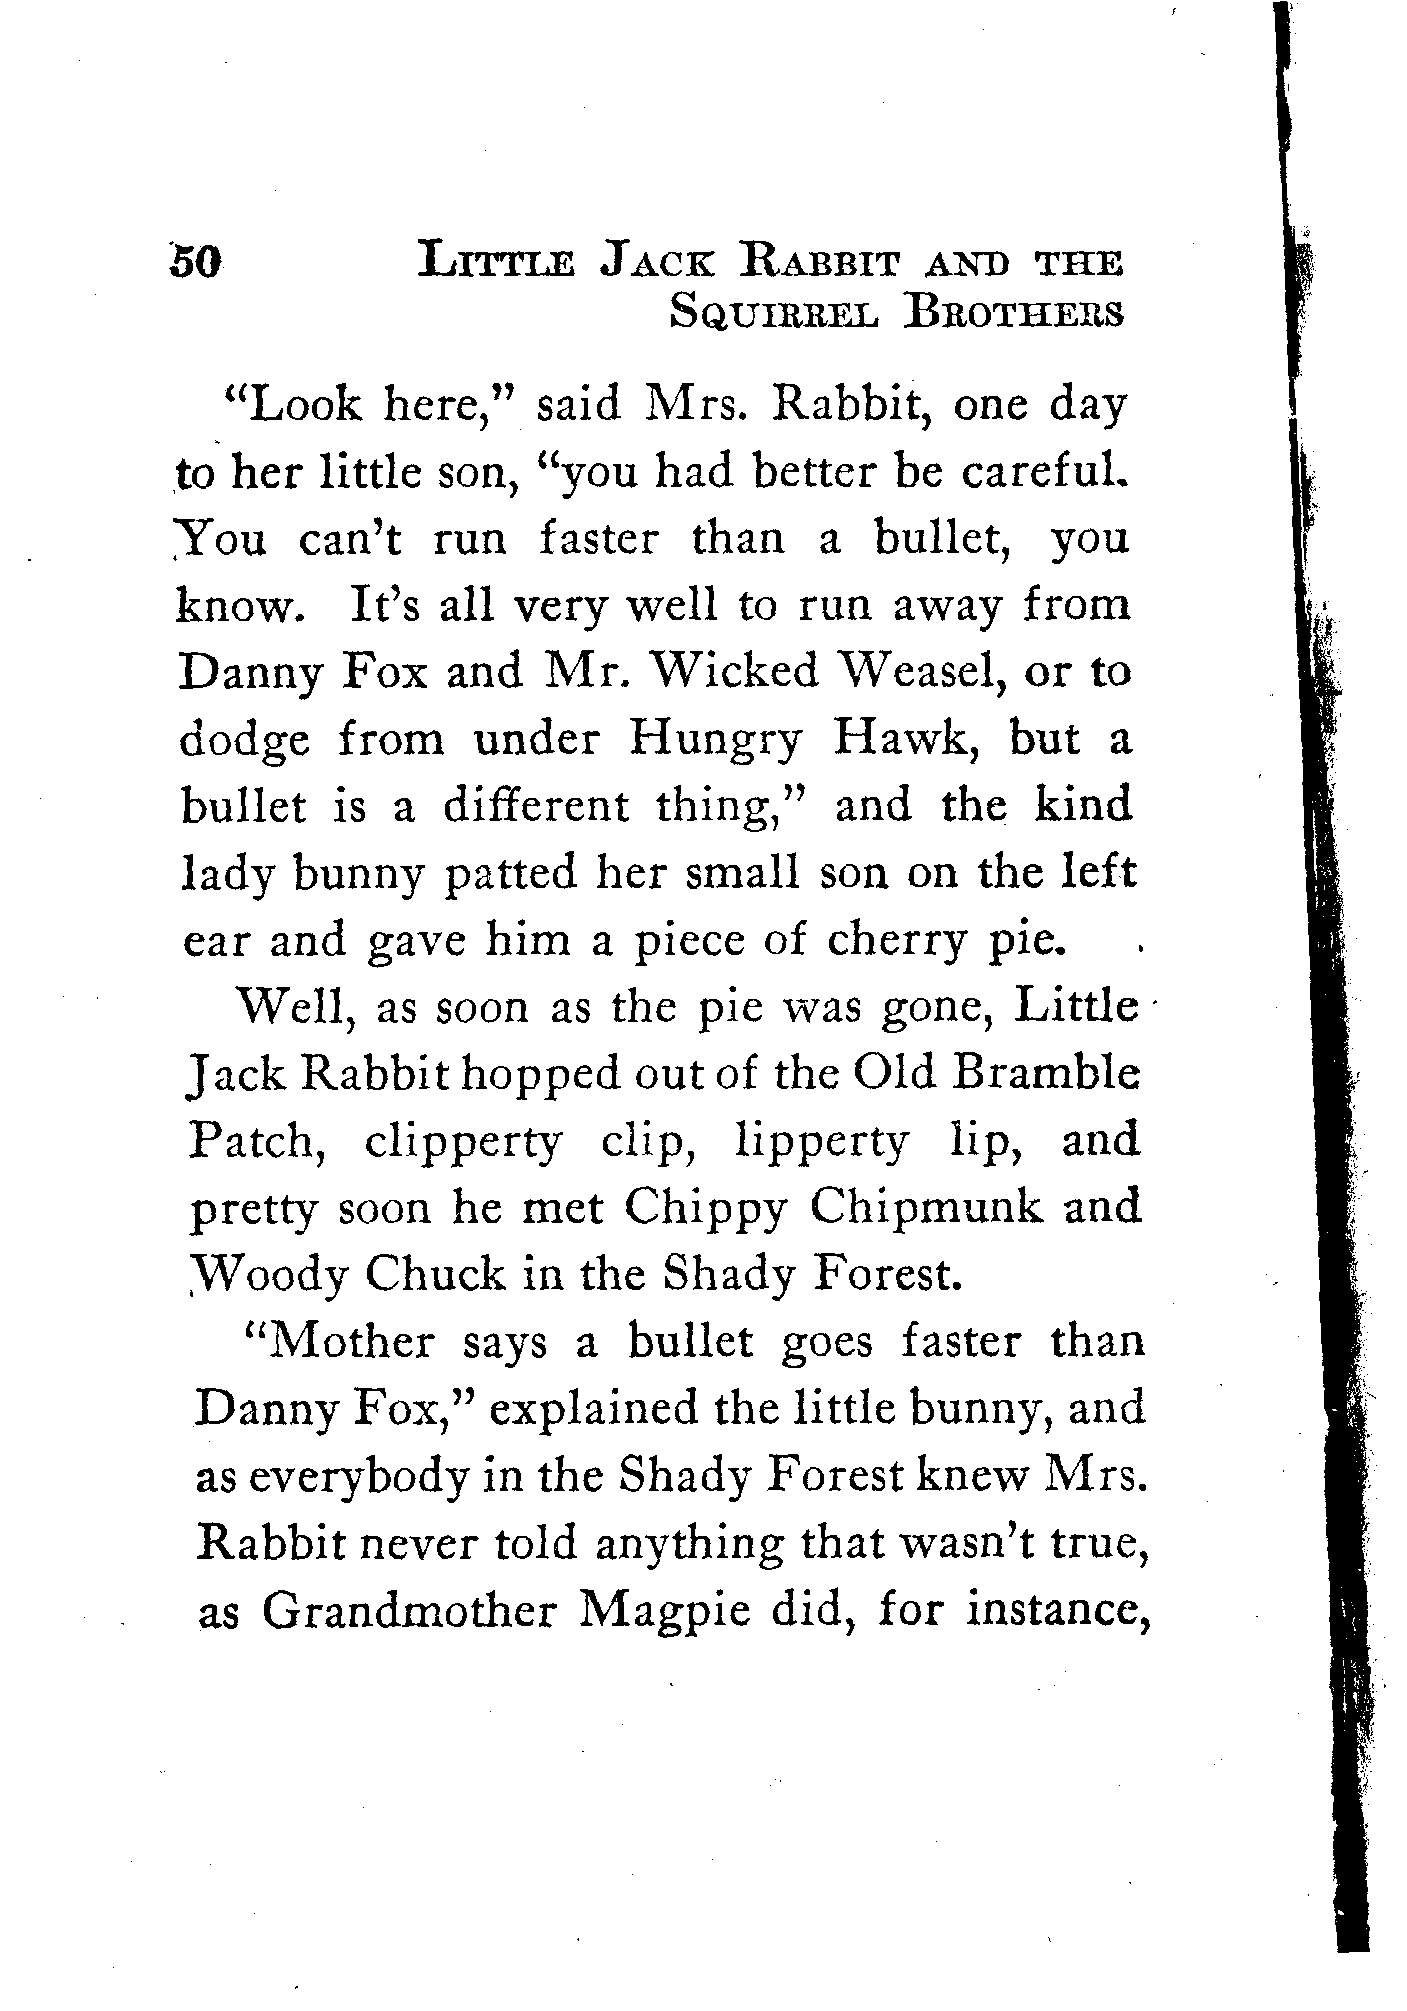 50 LITTLE JACK RABBIT AND THE
SQUIRREL BROTHERS
"Look here," said Mrs. Rabbit, one day
to her little son, "you had better be careful.
You can't run faster than a bullet, you
know. It's all very well to run away from
Danny Fox and Mr. Wicked Weasel, or to
dodge from under Hungry Hawk, but a
bullet is a different thing," and the kind
lady bunny patted her small son on the left
ear and gave him a piece of cherry pie.
Well, as soon as the pie was gone, Little
Jack Rabbit hopped out of the Old Bramble
Patch, clipperty clip, lipperty lip, and
pretty soon he met Chippy Chipmunk and
Woody Chuck in the Shady Forest.
"Mother says a bullet goes faster than
Danny Fox," explained the little bunny, and
as everybody in the Shady Forest knew Mrs.
Rabbit never told anything that wasn't true,
as Grandmother Magpie did, for instance,